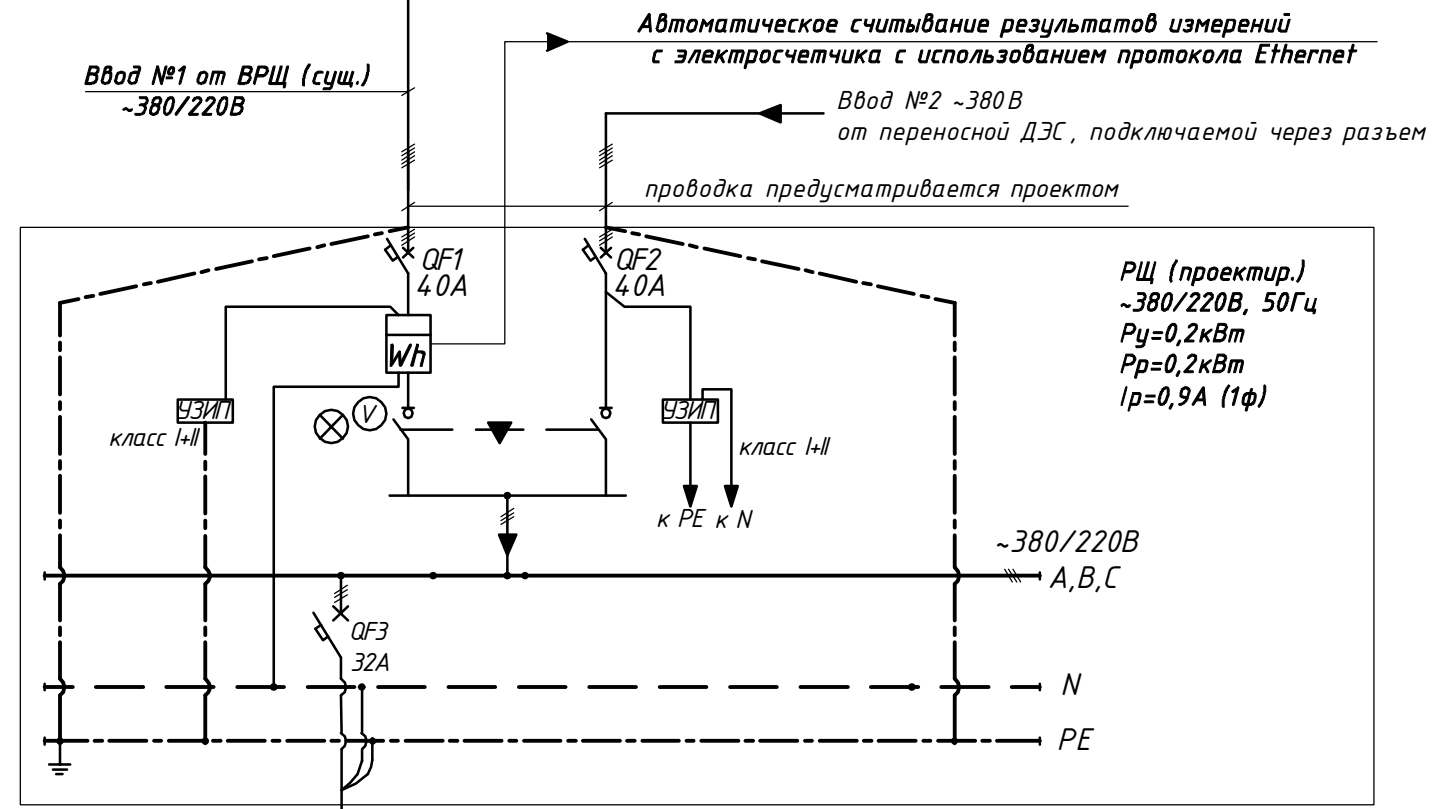 Автоматическое считывание результатов измерений
с электросчетчика с использованием протокола Ethernet
Ввод №1 от ВРЩ (сущ.)
~380/220В
Ввод №2 ~380В
от переносной ДЭС, подключаемой через разъем
проводка предусматривается проектом
QF1
40А
QF2
40А
РЩ (проектир.)
~380/220В, 50Гц
Ру=0,2кВт
Рр=0,2кВт
Iр=0,9А (1ф)
Wh
УЗИП
класс I+II
V
УЗИП
класс I+II
к PE к N
~380/220В
А,В,С
QF3
32А
N
PE